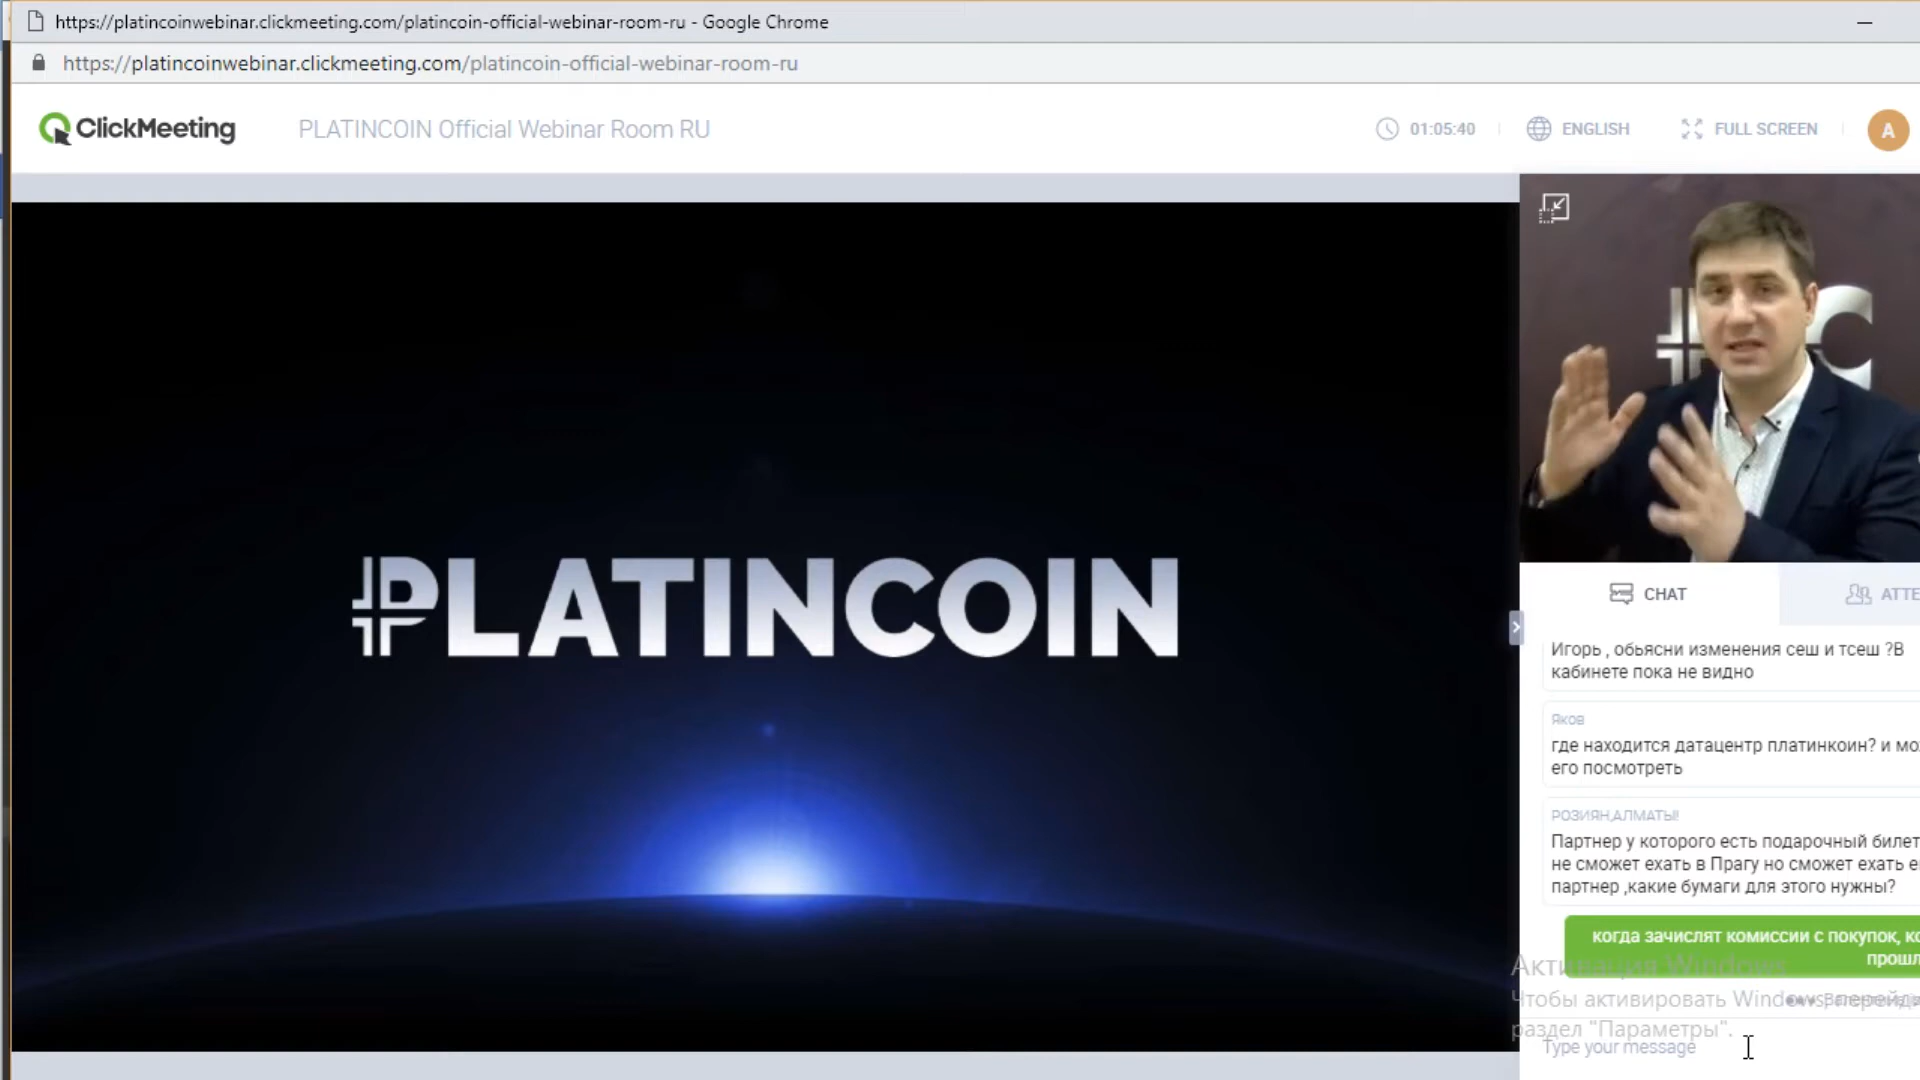 https://platincoinwebinar.clickmeeting.com/platincoin-official-webinar-room-ru - Google Chrome
https://platincoinwebinar.clickmeeting.com/platincoin-official-webinar-room-ru
ClickMeeting
PLATINCOIN Official Webinar Room RU
01:05:40
ENGLISH
FULL SCREEN
A
C
PLATINCOIN
CHAT
ATTE
Игорь , обьясни изменения сеш и тсеш ?В
кабинете пока не видно
Яков
где находится датацентр платинкоин? и мо
его посмотреть
РОЗИЯН,АЛМАТЫ!
Партнер у которого есть подарочный билет
не сможет ехать в Прагу но сможет ехать е
партнер ,какие бумаги для этого нужны?
когда зачислят комиссии с покупок, ко
прошл
Активация Windows
Чтобы активировать Windows, перейди
раздел "Параметры".
Type your message